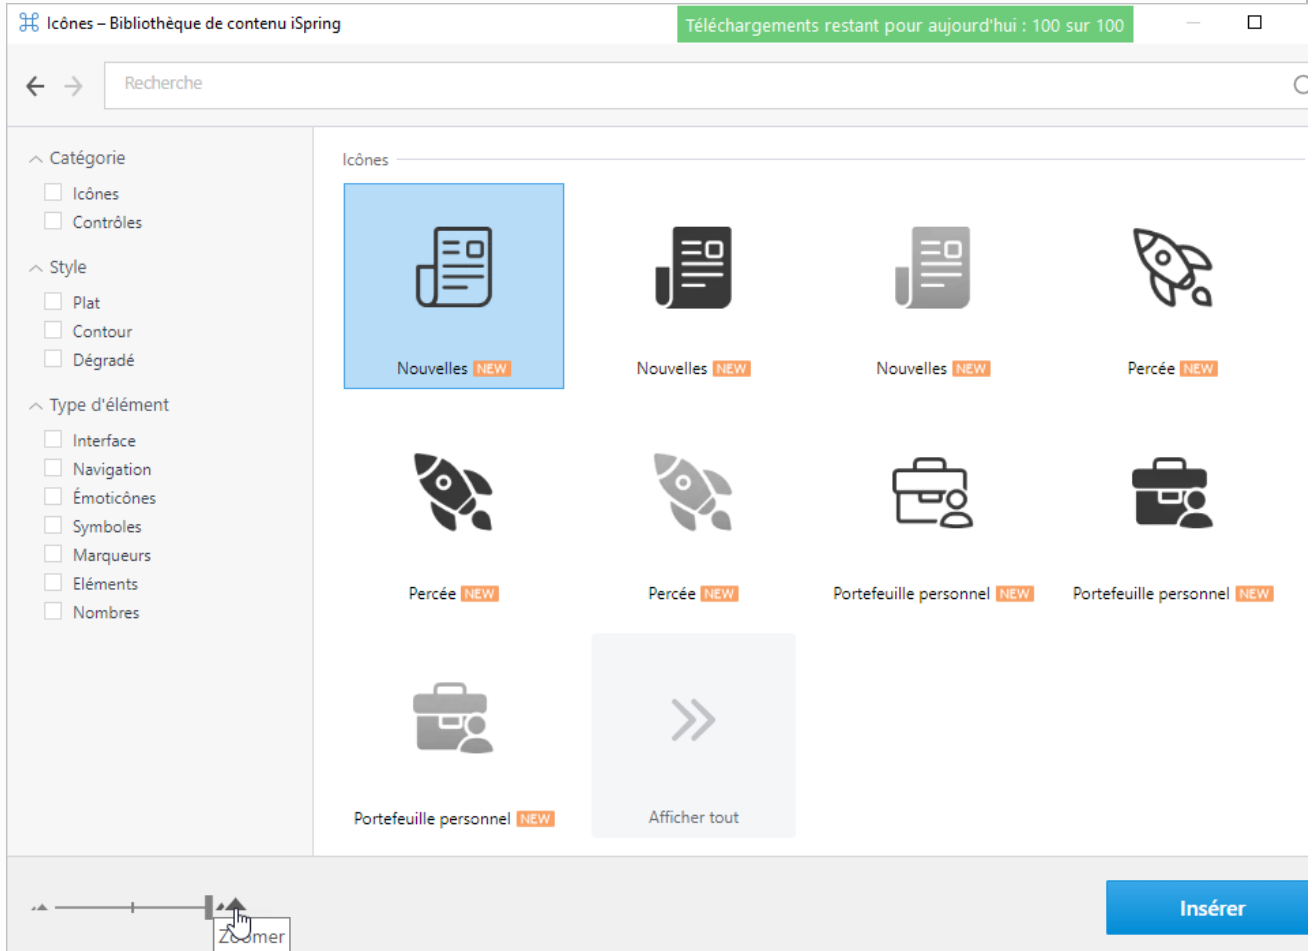 Icônes – Bibliothèque de contenu iSpring
Téléchargements restant pour aujourd'hui : 100 sur 100
Recherche
Catégorie
Icônes
Contrôles
Style
Plat
Contour
Dégradé
Type d'élément
Interface
Navigation
Émoticônes
Symboles
Marqueurs
Eléments
Nombres
Icônes
Nouvelles NEW
Nouvelles NEW
Nouvelles NEW
Percée NEW
Percée NEW
Percée NEW
Portefeuille personnel NEW
Portefeuille personnel NEW
Portefeuille personnel NEW
Afficher tout
Zoomer
Insérer